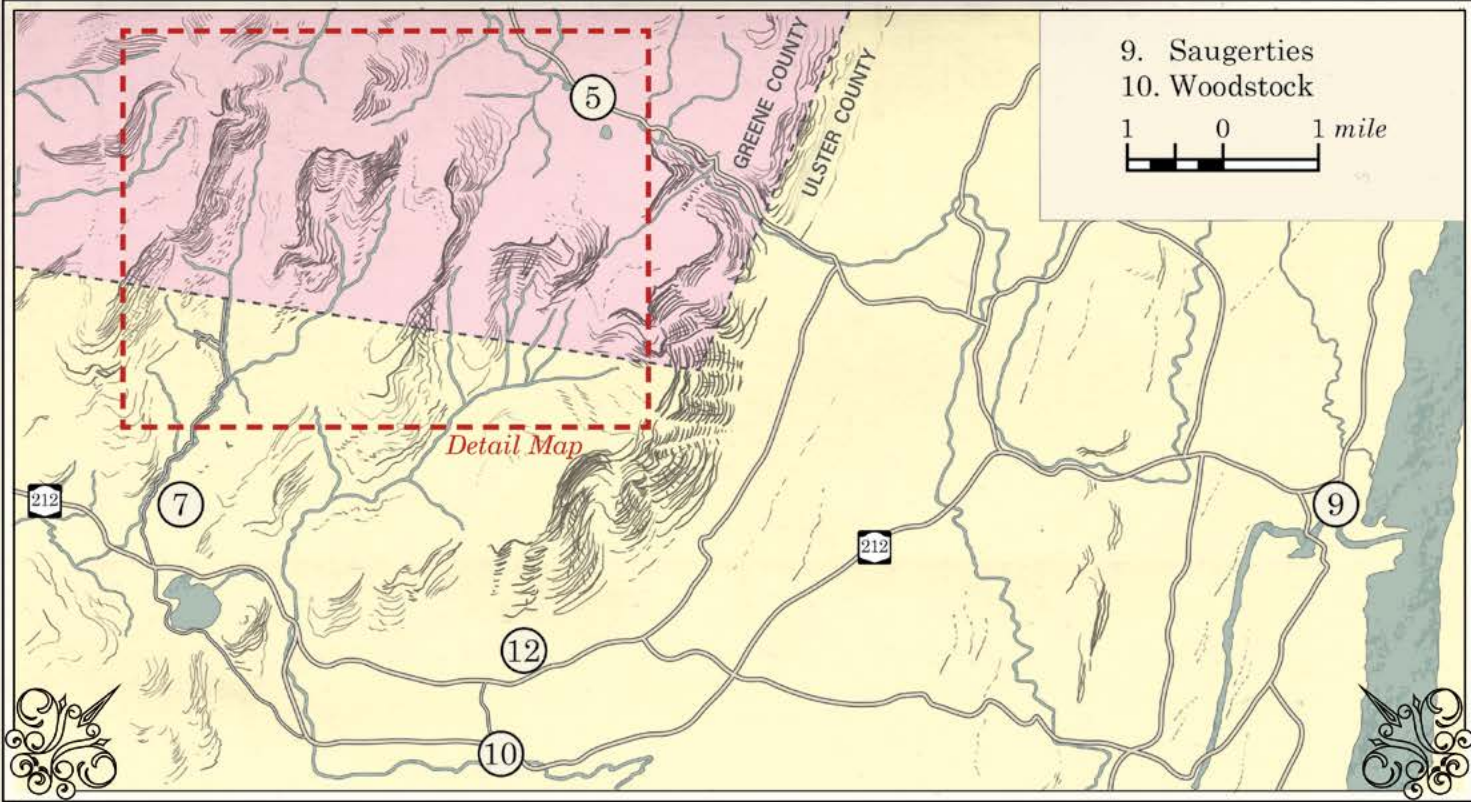 5
GREENE COUNTY
ULSTER COUNTY
9. Saugerties
10. Woodstock
1 0 1 mile
Detail Map
212
7
9
212
12
10